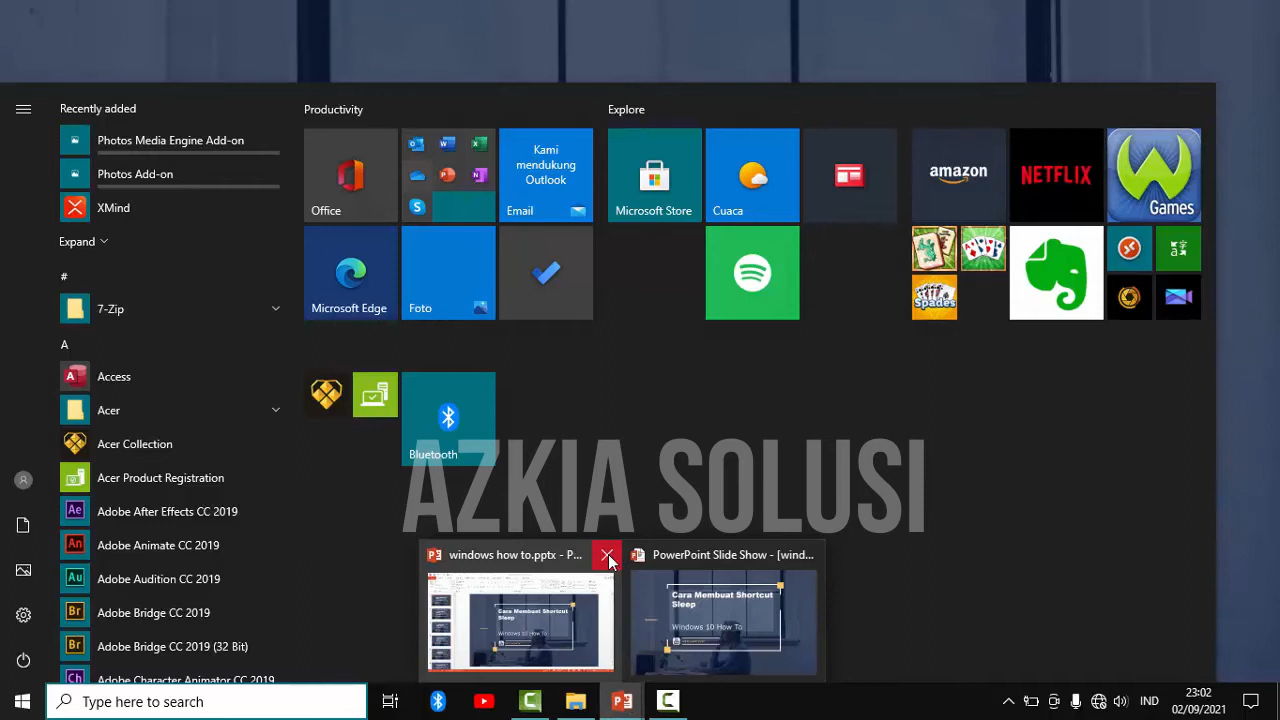 Recently added
Photos Media Engine Add-on
Photos Add-on
XMind
Expand
#
7-Zip
A
Access
Acer
Acer Collection
Acer Product Registration
Adobe After Effects CC 2019
Adobe Animate CC 2019
Adobe Audition CC 2019
Adobe Bridge CC 2019
Adobe Bridge CC 2019 (32 Bit)
Adobe Character Animator CC 2019
Productivity
Office
Kami
mendukung
Outlook
Email
Microsoft Edge
Foto
Bluetooth
Explore
Microsoft Store
Cuaca
amazon
NETFLIX
Games
Spades
AZKIA SOLUSI
windows how to.pptx - P...
PowerPoint Slide Show - [wind...
Cara Membuat Shortcut
Sleep
Windows 10 How To
Cara Membuat Shortcut
Sleep
Windows 10 How To
Type here to search
IND
23:02
02/09/2021